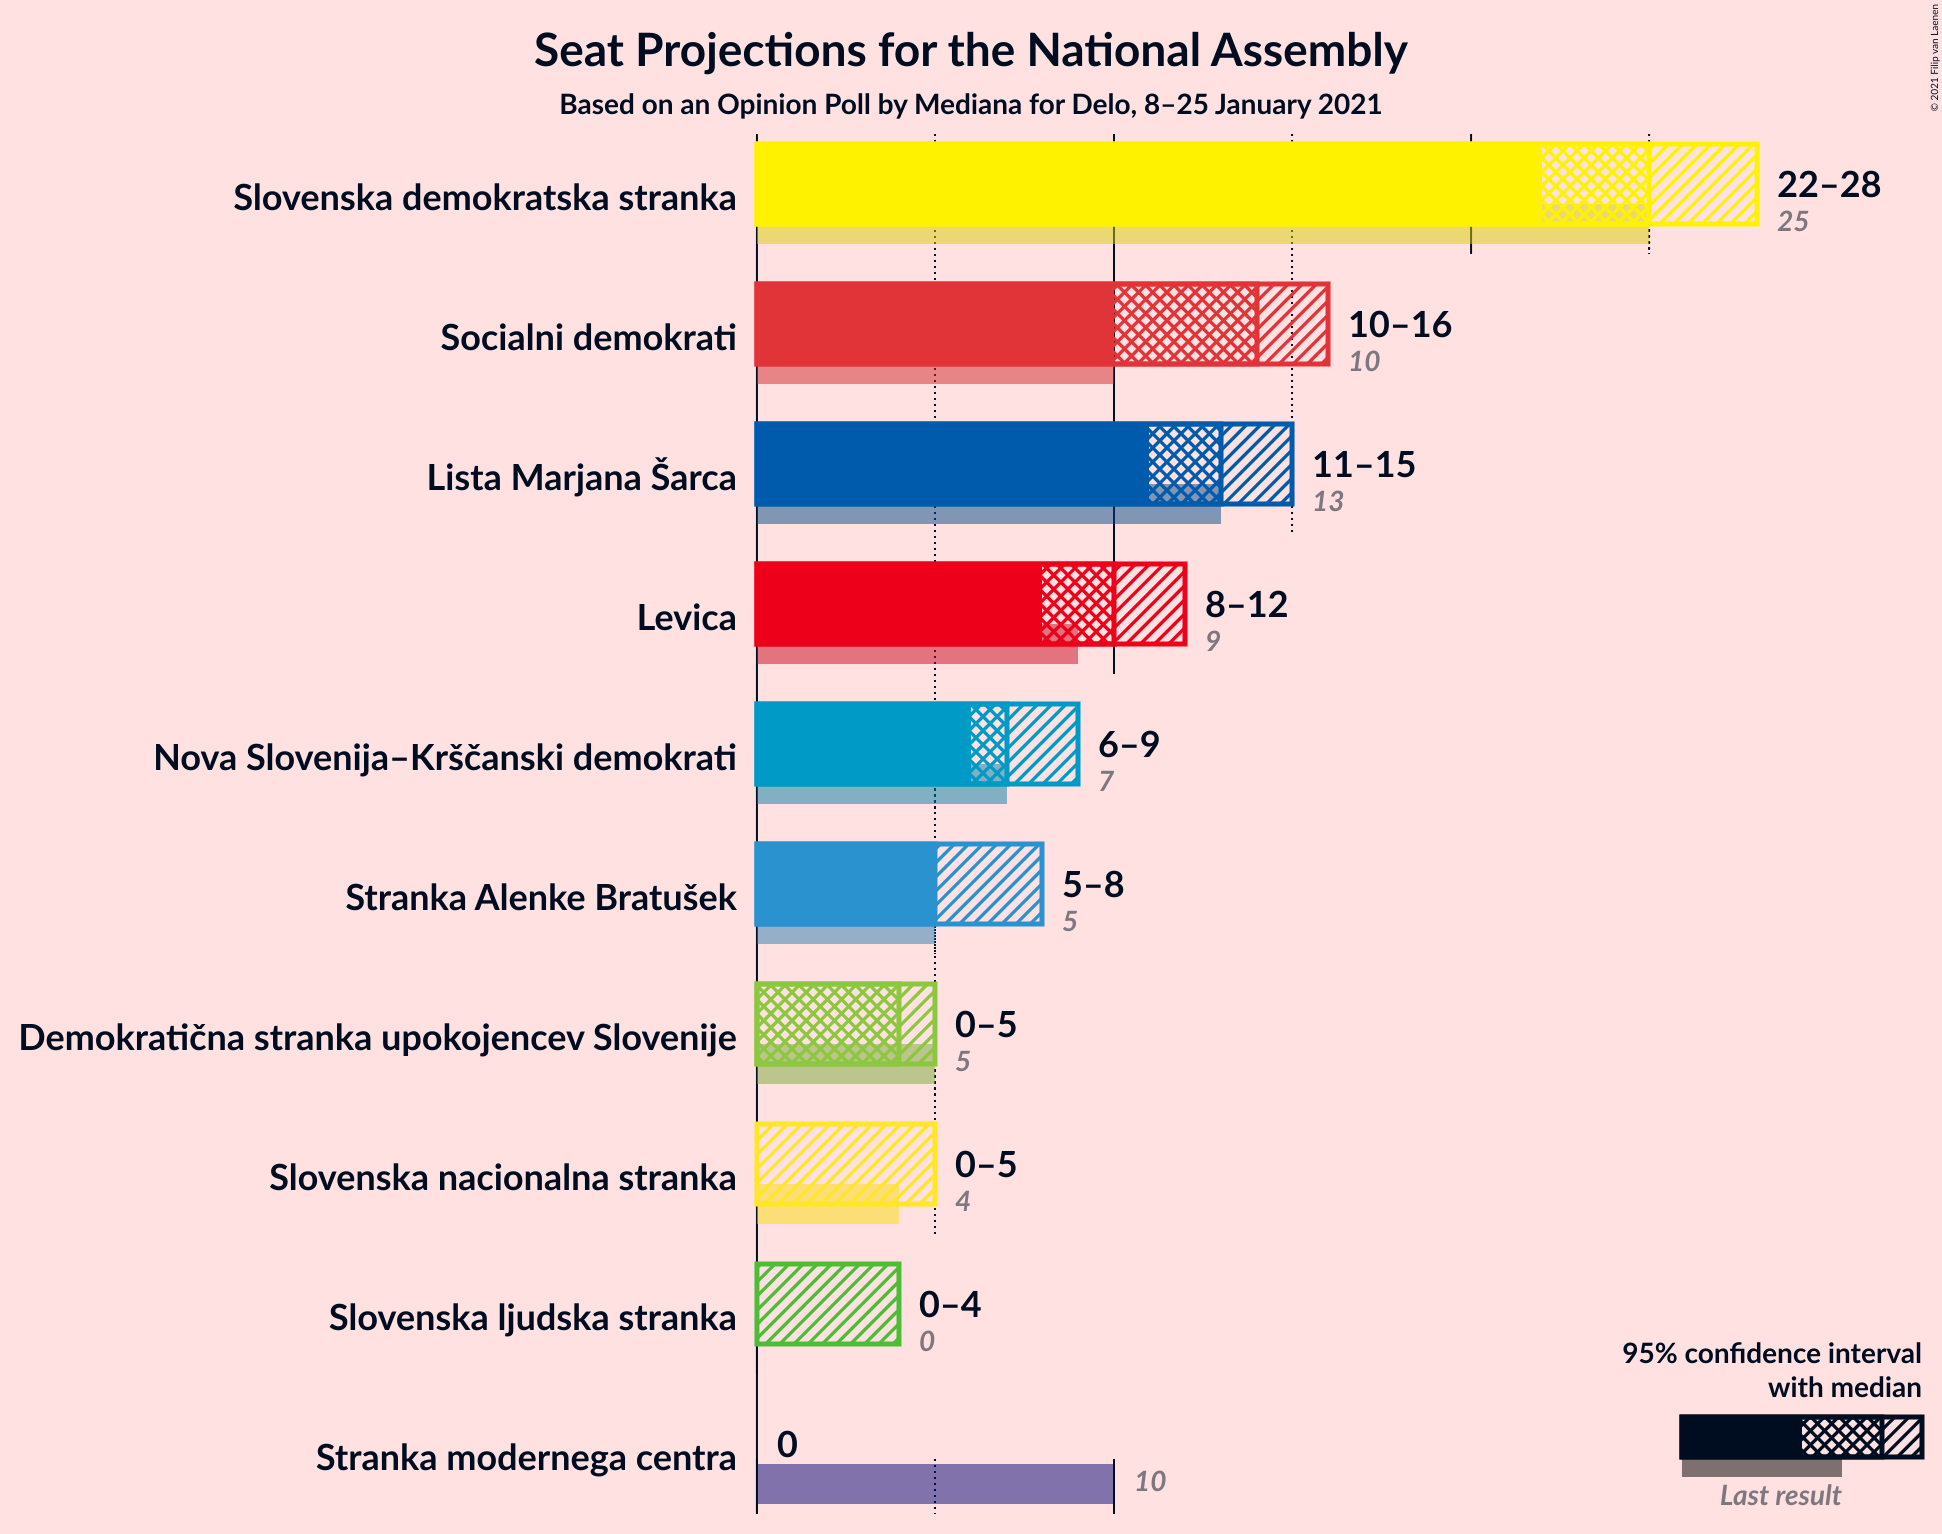 Seat Projections for the National Assembly
Based on an Opinion Poll by Mediana for Delo, 8–25 January 2021
© 2021 Filip van Laenen
Slovenska demokratska stranka
22–28
25
Socialni demokrati
10–16
10
Lista Marjana Šarca
11–15
13
Levica
8–12
9
Nova Slovenija–Krščanski demokrati
6–9
7
Stranka Alenke Bratušek
5–8
5
Demokratična stranka upokojencev Slovenije
0–5
5
Slovenska nacionalna stranka
0–5
4
Slovenska ljudska stranka
0–4
0
Stranka modernega centra
0
10
95% confidence interval
with median
Last result